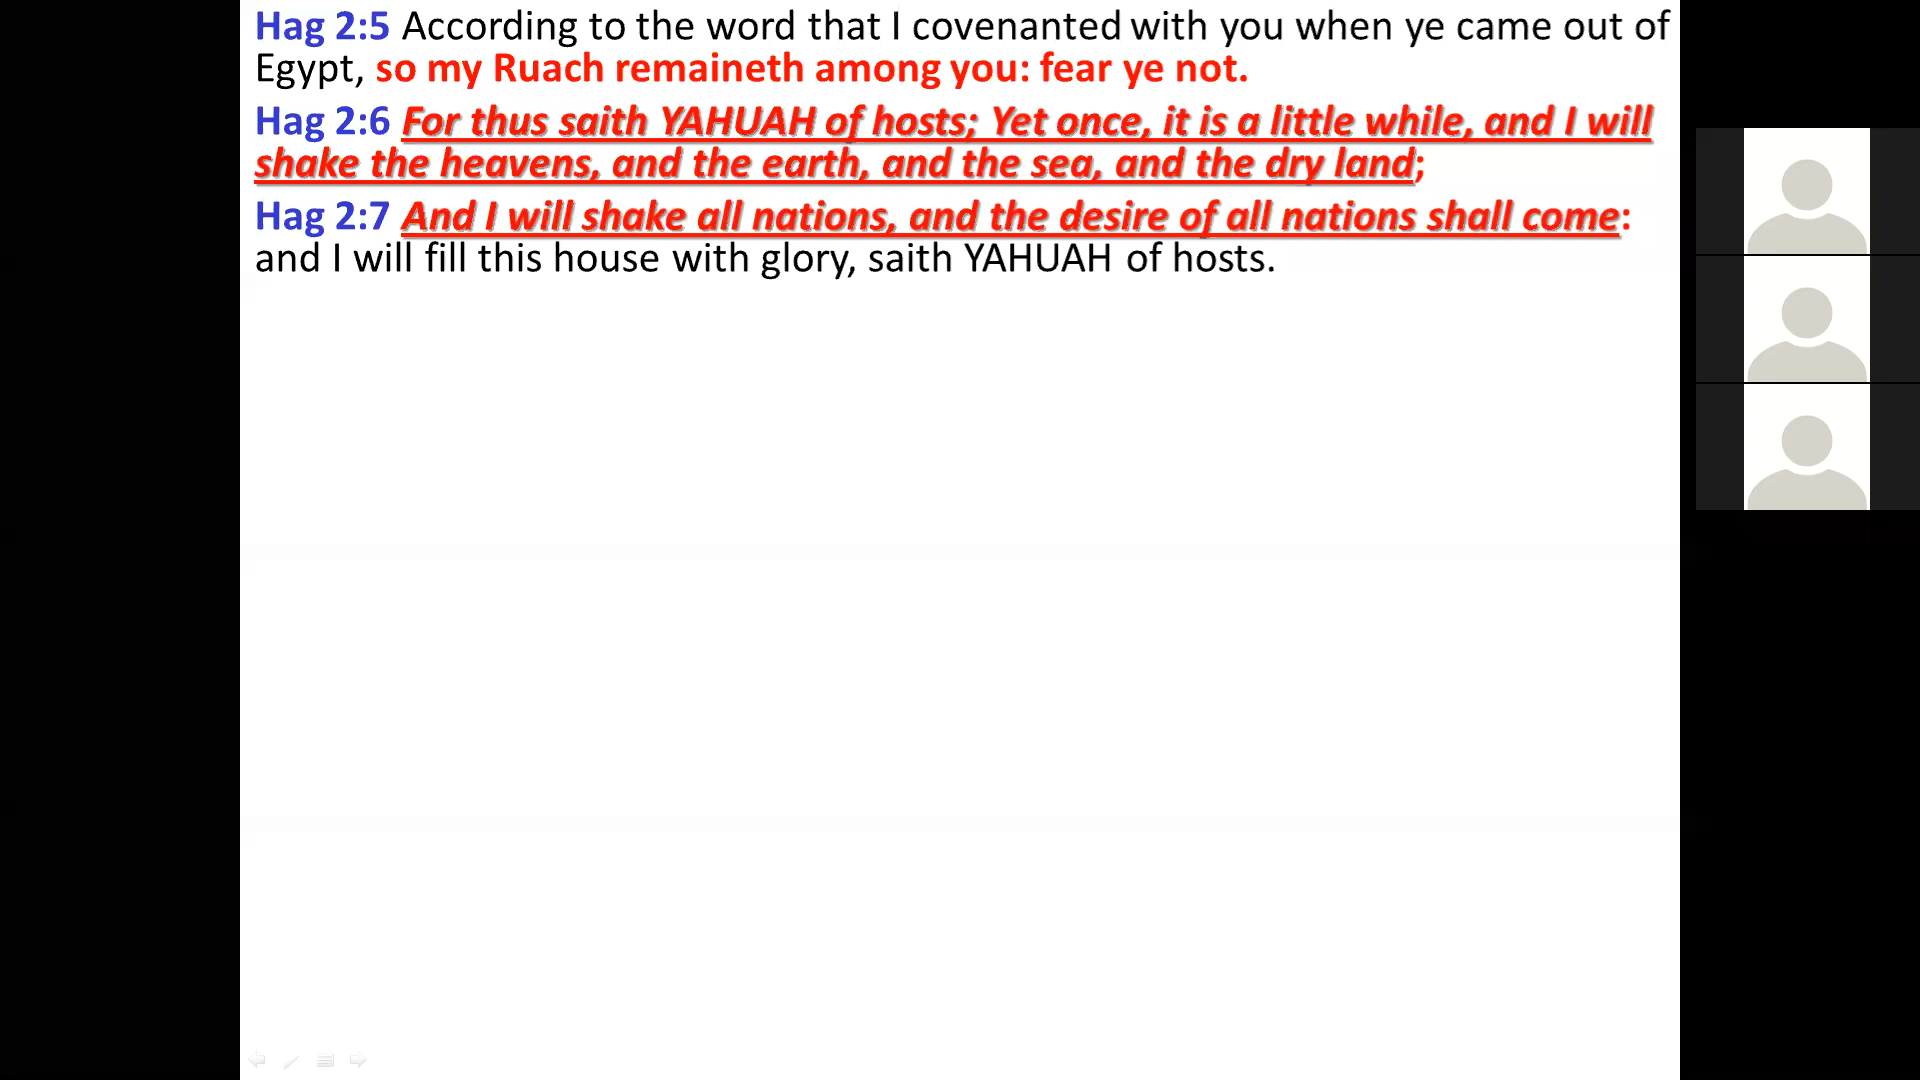 Hag 2:5 According to the word that I covenanted with you when ye came out of
Egypt, so my Ruach remaineth among you: fear ye not.
Hag 2:6 For thus saith YAHUAH of hosts; Yet once, it is a little while, and I will
shake the heavens, and the earth, and the sea, and the dry land;
Hag 2:7 And I will shake all nations, and the desire of all nations shall come:
and I will fill this house with glory, saith YAHUAH of hosts.